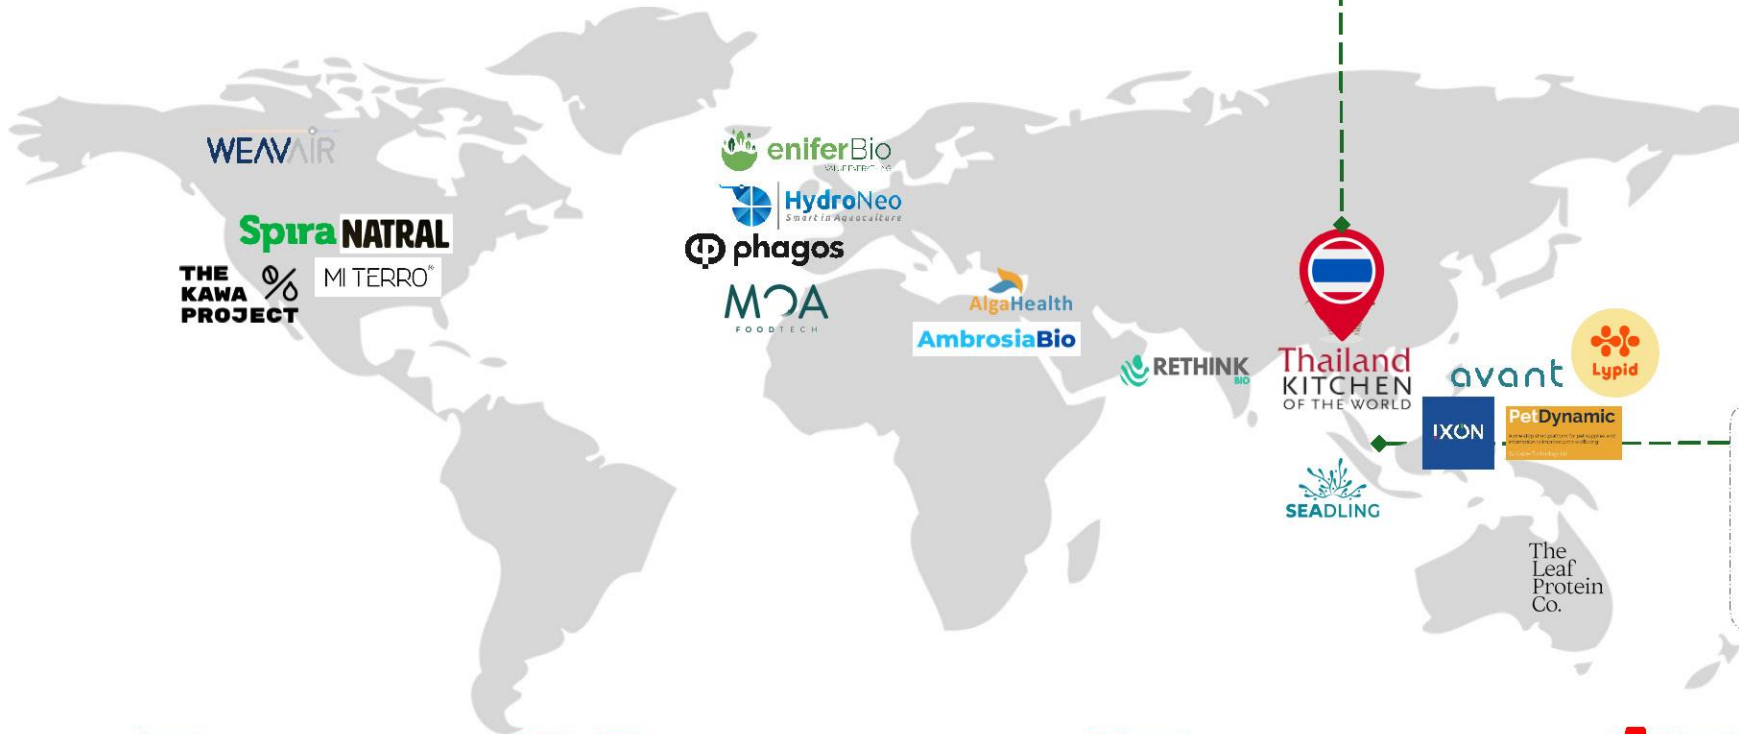 WEAVAIR
Spira
NATRAL
THE
KAWA
PROJECT
MI TERRO®
eniferBio
HydroNeo
Smart in Aquaculture
phagos
MOA
FOODTECH
AlgaHealth
AmbrosiaBio
RETHINK
BIO
Thailand
KITCHEN
OF THE WORLD
avant
Lypid
IXON
PetDynamic
SEADLING
The
Leaf
Protein
Co.